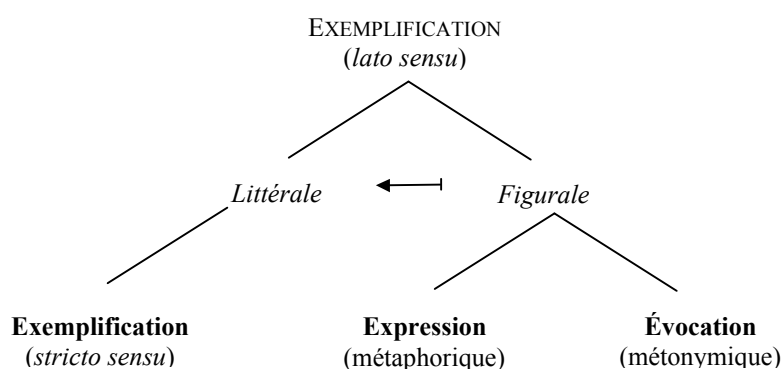 EXEMPLIFICATION
(lato sensu)
Littérale Figurale
Exemplification Expression Évocation
(stricto sensu) (métaphorique) (métonymique)